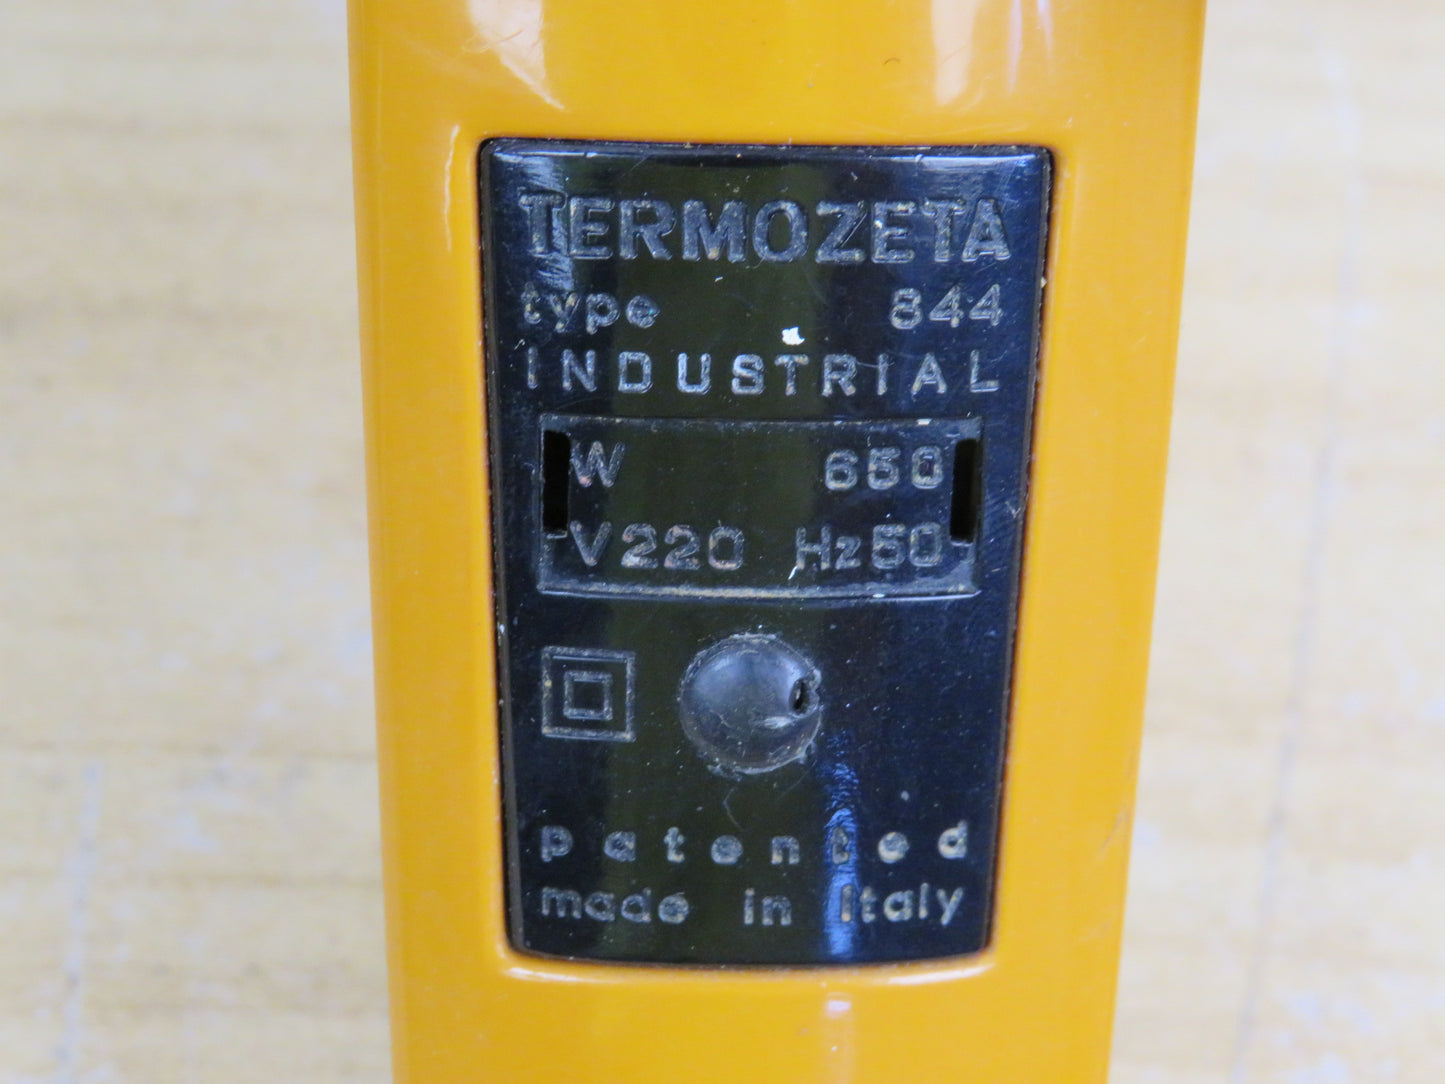 TERMOZETA
type 844
INDUSTRIAL
W 650
V220 Hz50
patented
made in Italy